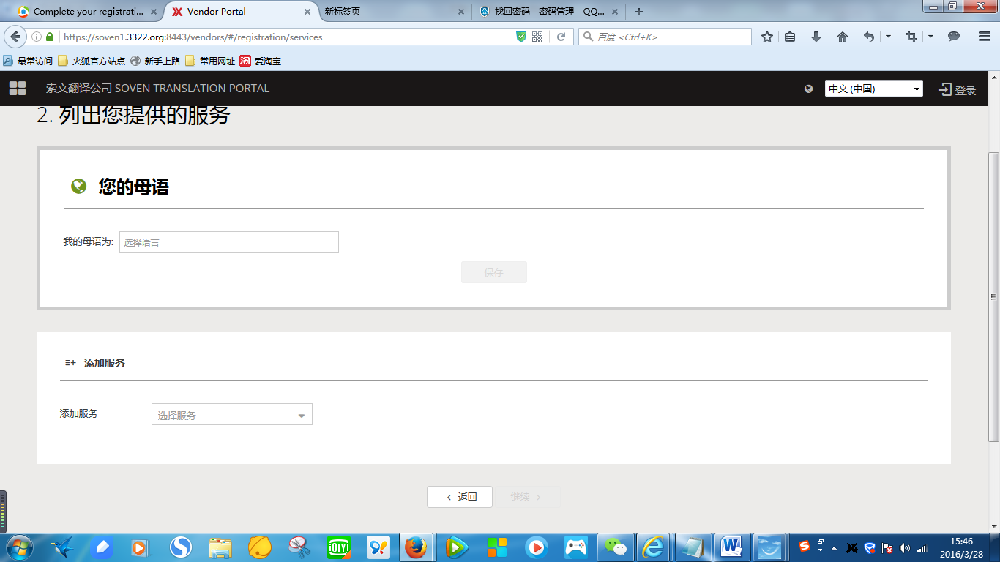 Complete your registrati...
Vendor Portal
新标签页
找回密码 - 密码管理 - QQ...
https://soven1.3322.org:8443/vendors/#/registration/services
百度 <Ctrl+K>
最常访问
火狐官方站点
新手上路
常用网址
淘
爱淘宝
索文翻译公司 SOVEN TRANSLATION PORTAL
中文 (中国)
登录
2. 列出您提供的服务
您的母语
我的母语为:
选择语言
保存
添加服务
添加服务
选择服务
返回
继续
iQIYI
15:46
2016/3/28